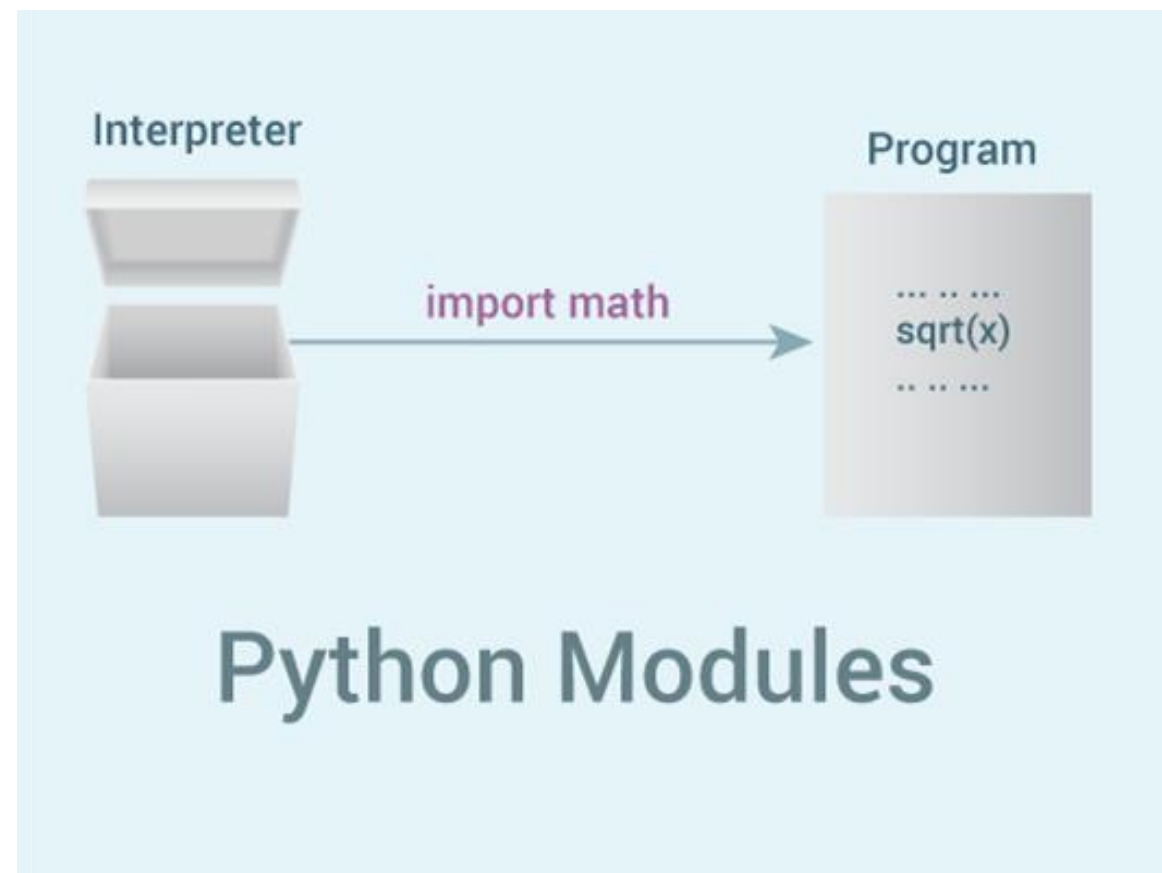 Interpreter
Program
import math
... .. ...
sqrt(x)
.. .. ...
Python Modules